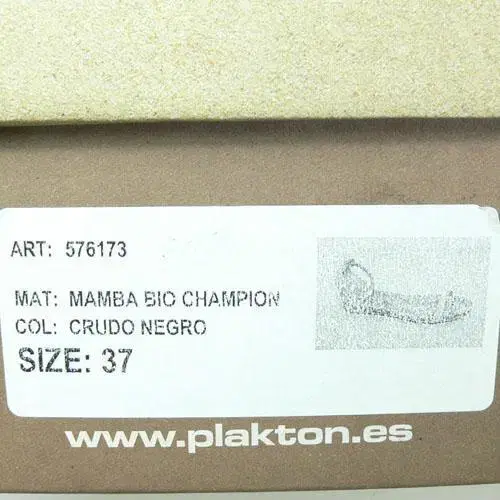 ART: 576173
MAT: MAMBA BIO CHAMPION
COL: CRUDO NEGRO
SIZE: 37
www.plakton.es